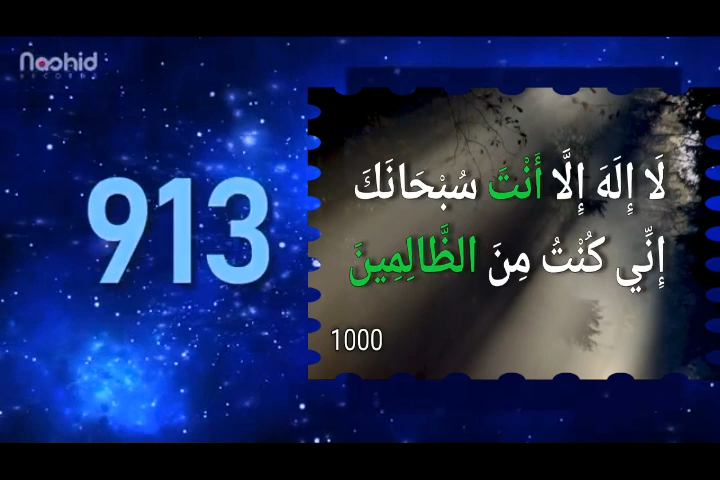 Nashid
RECORDS
913
لَا إِلَهَ إِلَّا أَنْتَ سُبْحَانَكَ
إِنِّي كُنْتُ مِنَ الظَّالِمِينَ
1000